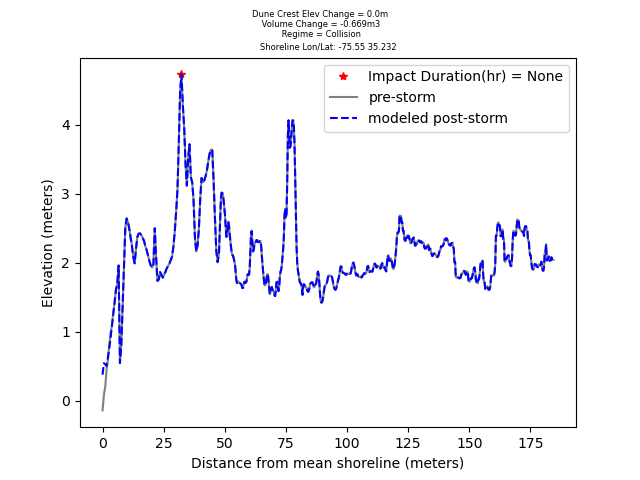 Dune Crest Elev Change = 0.0m
Volume Change = -0.669m3
Regime = Collision
Shoreline Lon/Lat: -75.55 35.232
Impact Duration(hr) = None
pre-storm
modeled post-storm
Elevation (meters)
4
3
2
1
0
0 25 50 75 100 125 150 175
Distance from mean shoreline (meters)